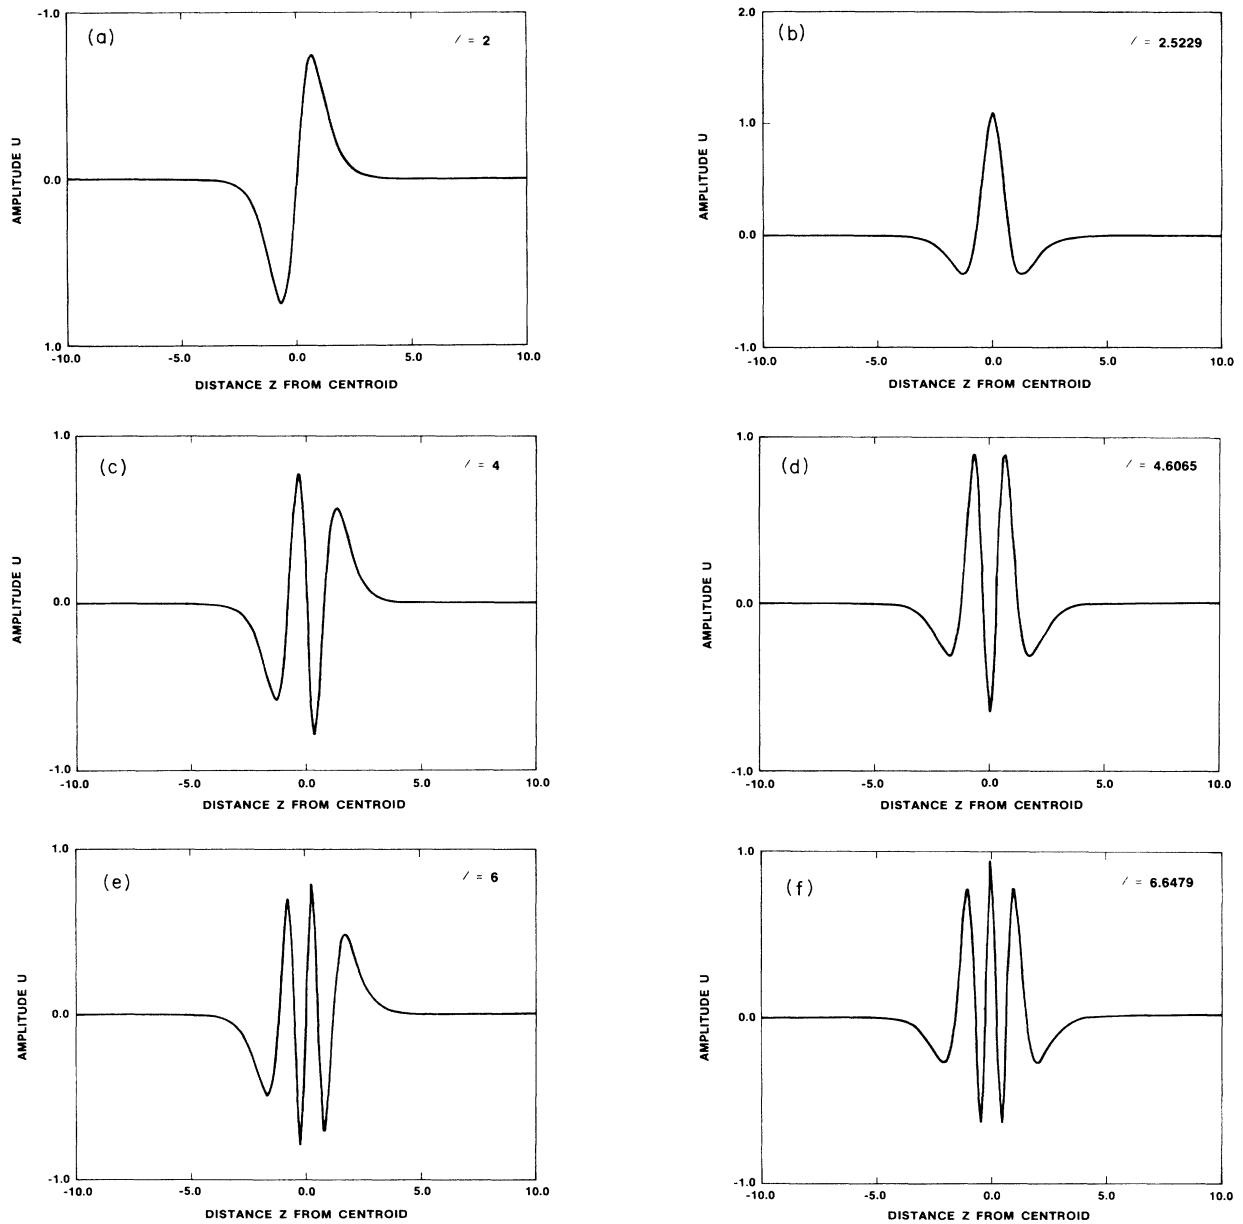 (a)
ℓ = 2
-1.0
0.0
1.0
AMPLITUDE U
-10.0 -5.0 0.0 5.0 10.0
DISTANCE Z FROM CENTROID
(b)
ℓ = 2.5229
2.0
1.0
0.0
-1.0
AMPLITUDE U
-10.0 -5.0 0.0 5.0 10.0
DISTANCE Z FROM CENTROID
(c)
ℓ = 4
1.0
0.0
-1.0
AMPLITUDE U
-10.0 -5.0 0.0 5.0 10.0
DISTANCE Z FROM CENTROID
(d)
ℓ = 4.6065
1.0
0.0
-1.0
AMPLITUDE U
-10.0 -5.0 0.0 5.0 10.0
DISTANCE Z FROM CENTROID
(e)
ℓ = 6
1.0
0.0
-1.0
AMPLITUDE U
-10.0 -5.0 0.0 5.0 10.0
DISTANCE Z FROM CENTROID
(f)
ℓ = 6.6479
1.0
0.0
-1.0
AMPLITUDE U
-10.0 -5.0 0.0 5.0 10.0
DISTANCE Z FROM CENTROID